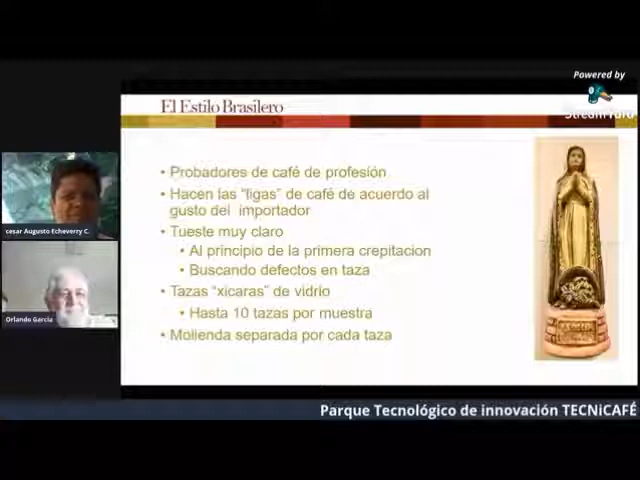 Powered by
StreamYard
El Estilo Brasilero
• Probadores de café de profesión
• Hacen las “ligas” de café de acuerdo al
gusto del importador
• Tueste muy claro
• Al principio de la primera crepitacion
• Buscando defectos en taza
• Tazas “xicaras” de vidrio
• Hasta 10 tazas por muestra
• Molienda separada por cada taza
cesar Augusto Echeverry C.
Orlando Garcia
Parque Tecnológico de innovación TECNiCAFÉ